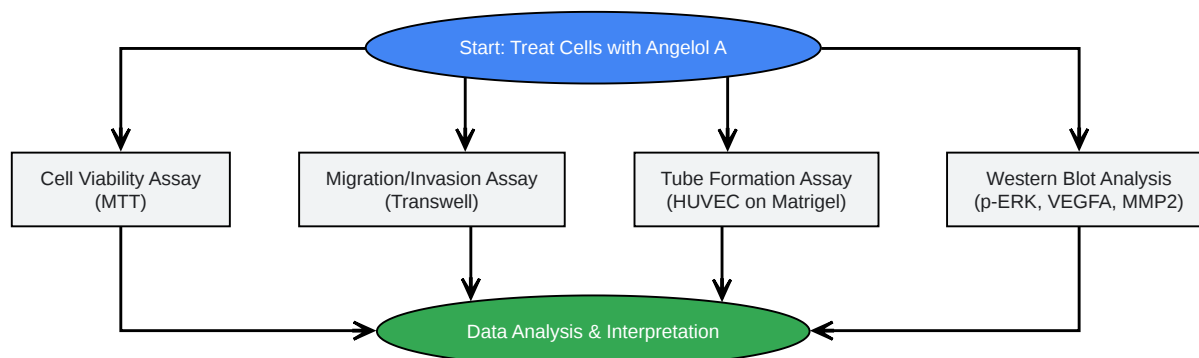 Start: Treat Cells with Angelol A
Cell Viability Assay
(MTT)
Migration/Invasion Assay
(Transwell)
Tube Formation Assay
(HUVEC on Matrigel)
Western Blot Analysis
(p-ERK, VEGFA, MMP2)
Data Analysis & Interpretation